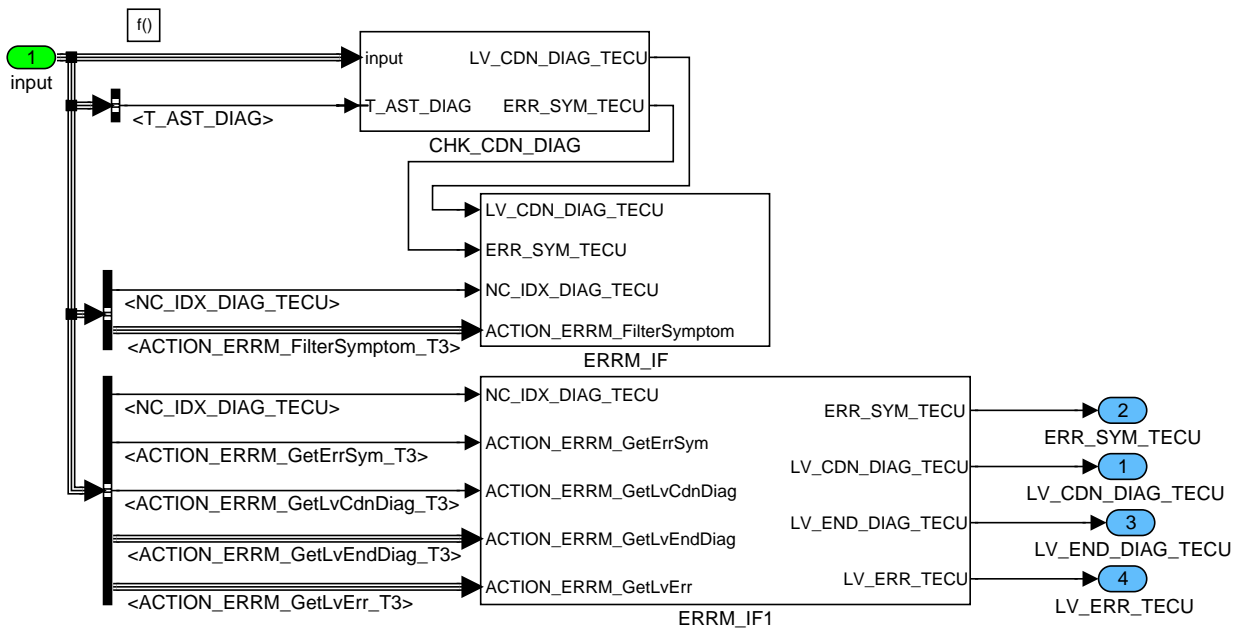 f()
1
input
input
LV_CDN_DIAG_TECU
T_AST_DIAG
ERR_SYM_TECU
<T_AST_DIAG>
CHK_CDN_DIAG
LV_CDN_DIAG_TECU
ERR_SYM_TECU
NC_IDX_DIAG_TECU
<NC_IDX_DIAG_TECU>
ACTION_ERRM_FilterSymptom
<ACTION_ERRM_FilterSymptom_T3>
ERRM_IF
NC_IDX_DIAG_TECU
<NC_IDX_DIAG_TECU>
ERR_SYM_TECU
2
ERR_SYM_TECU
ACTION_ERRM_GetErrSym
<ACTION_ERRM_GetErrSym_T3>
LV_CDN_DIAG_TECU
1
LV_CDN_DIAG_TECU
ACTION_ERRM_GetLvCdnDiag
<ACTION_ERRM_GetLvCdnDiag_T3>
LV_END_DIAG_TECU
3
LV_END_DIAG_TECU
ACTION_ERRM_GetLvEndDiag
<ACTION_ERRM_GetLvEndDiag_T3>
LV_ERR_TECU
4
LV_ERR_TECU
ACTION_ERRM_GetLvErr
<ACTION_ERRM_GetLvErr_T3>
ERRM_IF1